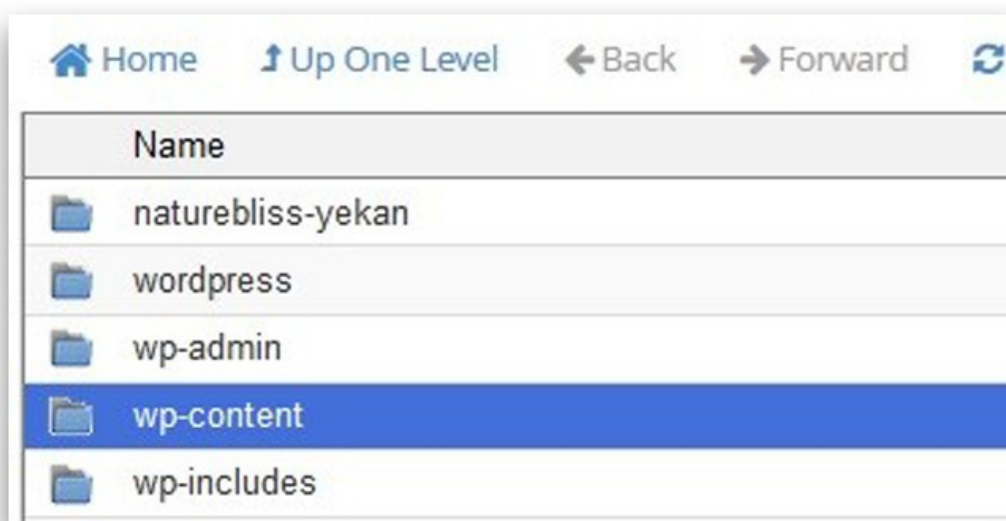 Home Up One Level Back Forward
Name
naturebliss-yekan
wordpress
wp-admin
wp-content
wp-includes